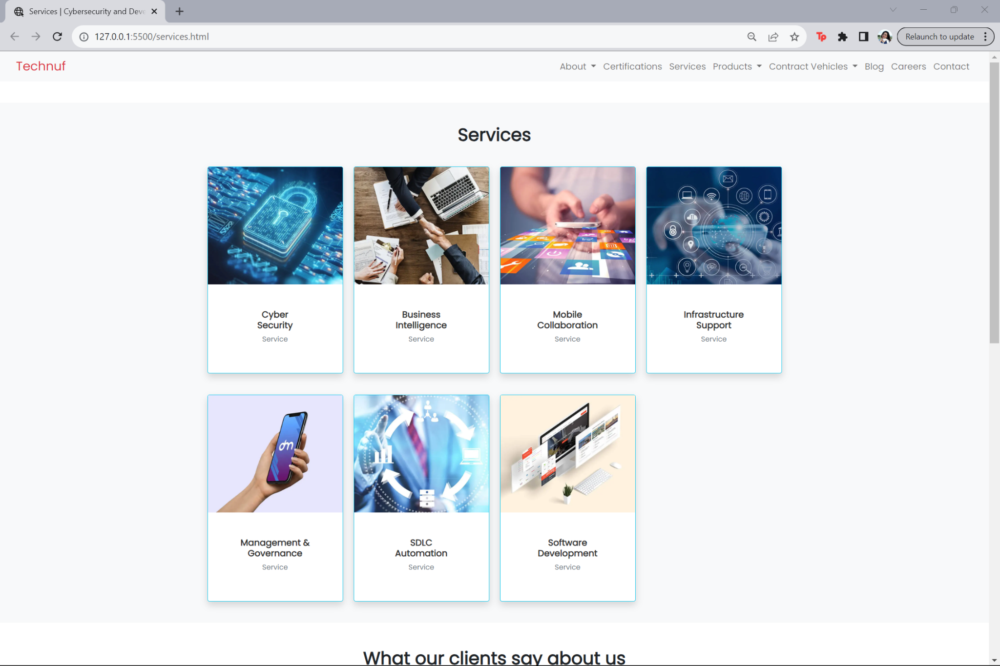 Services | Cybersecurity and Deve
127.0.0.1:5500/services.html
Tp
Relaunch to update
Technuf
About Certifications Services Products Contract Vehicles Blog Careers Contact
Services
Cyber
Security
Service
Business
Intelligence
Service
Mobile
Collaboration
Service
Infrastructure
Support
Service
dm
Management &
Governance
Service
SDLC
Automation
Service
Software
Development
Service
What our clients say about us